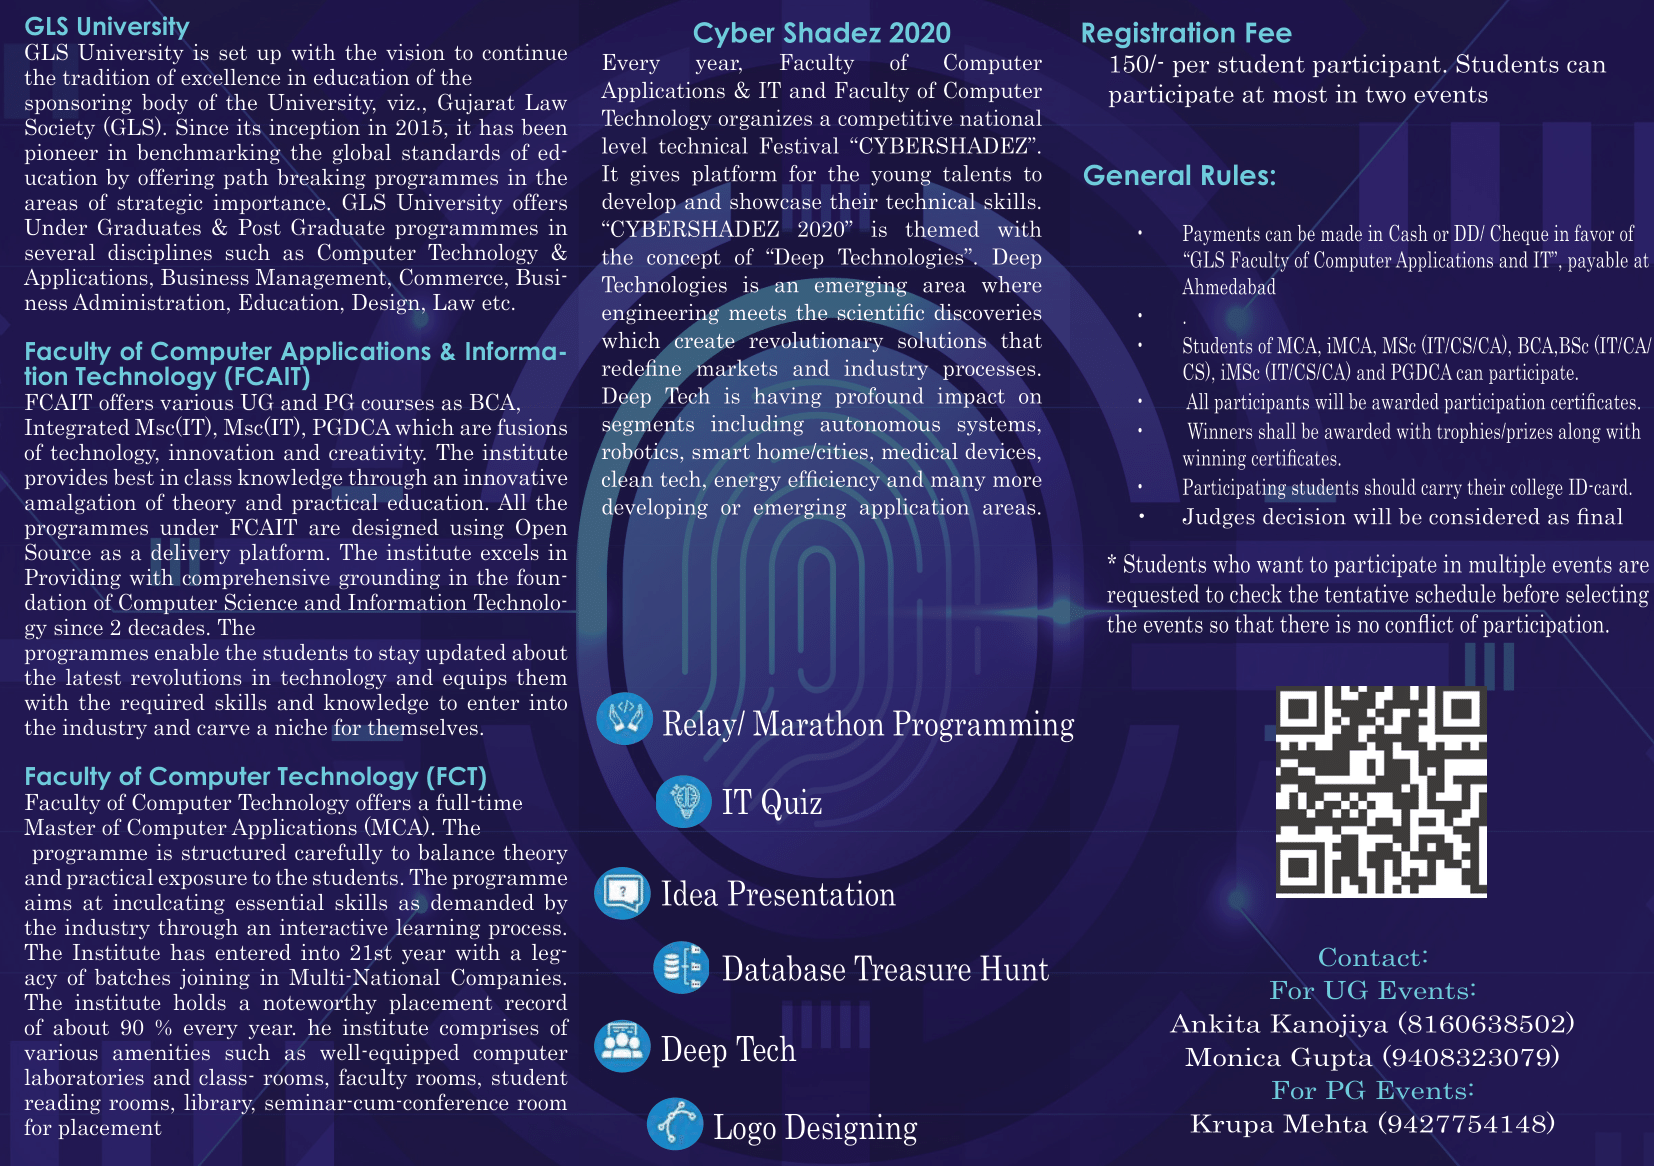 GLS University
GLS University is set up with the vision to continue
the tradition of excellence in education of the
sponsoring body of the University, viz., Gujarat Law
Society (GLS). Since its inception in 2015, it has been
pioneer in benchmarking the global standards of ed-
ucation by offering path breaking programmes in the
areas of strategic importance. GLS University offers
Under Graduates & Post Graduate programmmes in
several disciplines such as Computer Technology &
Applications, Business Management, Commerce, Busi-
ness Administration, Education, Design, Law etc.
Faculty of Computer Applications & Informa-
tion Technology (FCAIT)
FCAIT offers various UG and PG courses as BCA,
Integrated Msc(IT), Msc(IT), PGDCA which are fusions
of technology, innovation and creativity. The institute
provides best in class knowledge through an innovative
amalgation of theory and practical education. All the
programmes under FCAIT are designed using Open
Source as a delivery platform. The institute excels in
Providing with comprehensive grounding in the foun-
dation of Computer Science and Information Technolo-
gy since 2 decades. The
programmes enable the students to stay updated about
the latest revolutions in technology and equips them
with the required skills and knowledge to enter into
the industry and carve a niche for themselves.
Faculty of Computer Technology (FCT)
Faculty of Computer Technology offers a full-time
Master of Computer Applications (MCA). The
programme is structured carefully to balance theory
and practical exposure to the students. The programme
aims at inculcating essential skills as demanded by
the industry through an interactive learning process.
The Institute has entered into 21st year with a leg-
acy of batches joining in Multi-National Companies.
The institute holds a noteworthy placement record
of about 90 % every year. he institute comprises of
various amenities such as well-equipped computer
laboratories and class- rooms, faculty rooms, student
reading rooms, library, seminar-cum-conference room
for placement
Cyber Shadez 2020
Every year, Faculty of Computer
Applications & IT and Faculty of Computer
Technology organizes a competitive national
level technical Festival “CYBERSHADEZ”.
It gives platform for the young talents to
develop and showcase their technical skills.
“CYBERSHADEZ 2020” is themed with
the concept of “Deep Technologies”. Deep
Technologies is an emerging area where
engineering meets the scientific discoveries
which create revolutionary solutions that
redefine markets and industry processes.
Deep Tech is having profound impact on
segments including autonomous systems,
robotics, smart home/cities, medical devices,
clean tech, energy efficiency and many more
developing or emerging application areas.
Relay/ Marathon Programming
IT Quiz
Idea Presentation
Database Treasure Hunt
Deep Tech
Logo Designing
Registration Fee
150/- per student participant. Students can
participate at most in two events
General Rules:
• Payments can be made in Cash or DD/ Cheque in favor of
“GLS Faculty of Computer Applications and IT”, payable at
Ahmedabad
• .
• Students of MCA, iMCA, MSc (IT/CS/CA), BCA,BSc (IT/CA/
CS), iMSc (IT/CS/CA) and PGDCA can participate.
• All participants will be awarded participation certificates.
• Winners shall be awarded with trophies/prizes along with
winning certificates.
• Participating students should carry their college ID-card.
• Judges decision will be considered as final
* Students who want to participate in multiple events are
requested to check the tentative schedule before selecting
the events so that there is no conflict of participation.
Contact:
For UG Events:
Ankita Kanojiya (8160638502)
Monica Gupta (9408323079)
For PG Events:
Krupa Mehta (9427754148)